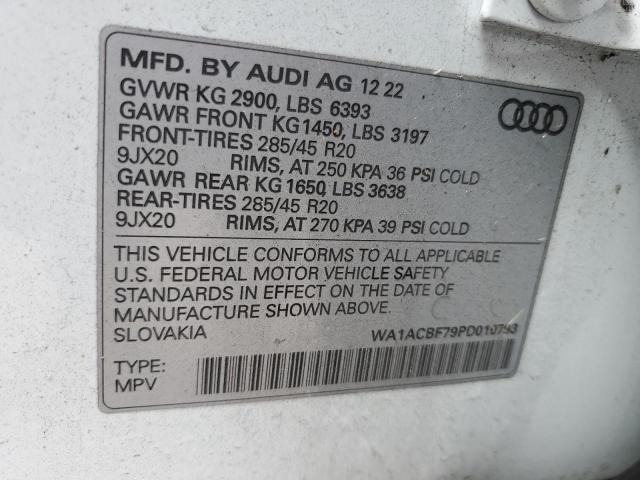 MFD. BY AUDI AG 12 22
GVWR KG 2900, LBS 6393
GAWR FRONT KG1450, LBS 3197
FRONT-TIRES 285/45 R20
9JX20 RIMS, AT 250 KPA 36 PSI COLD
GAWR REAR KG 1650, LBS 3638
REAR-TIRES 285/45 R20
9JX20 RIMS, AT 270 KPA 39 PSI COLD
THIS VEHICLE CONFORMS TO ALL APPLICABLE
U.S. FEDERAL MOTOR VEHICLE SAFETY
STANDARDS IN EFFECT ON THE DATE OF
MANUFACTURE SHOWN ABOVE.
SLOVAKIA WA1ACBF79PD010793
TYPE:
MPV